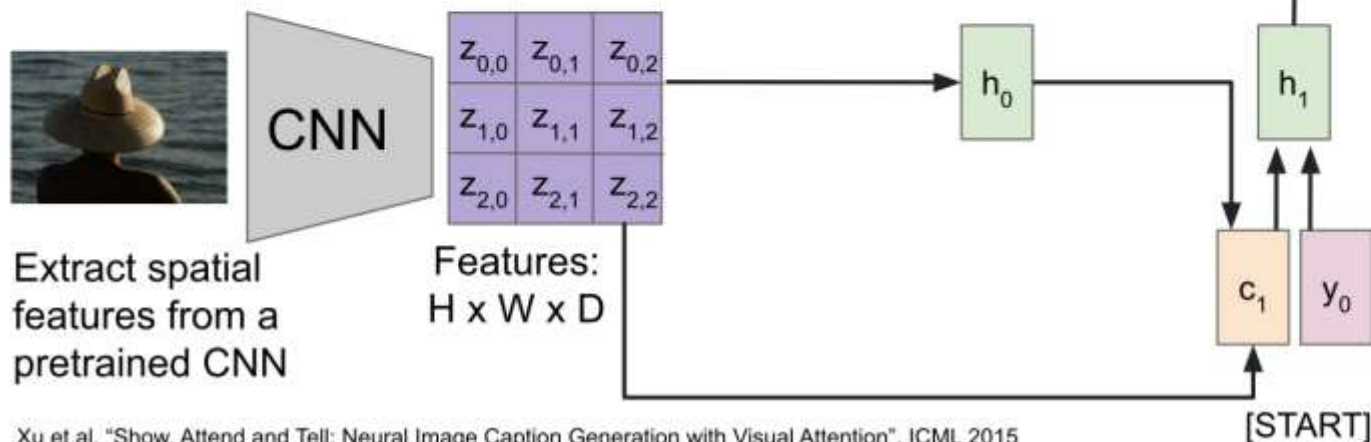 CNN
z0,0 z0,1 z0,2
z1,0 z1,1 z1,2
z2,0 z2,1 z2,2
h0
h1
Extract spatial
features from a
pretrained CNN
Features:
H x W x D
c1
y0
[START]
Xu et al, "Show, Attend and Tell: Neural Image Caption Generation with Visual Attention", ICML 2015